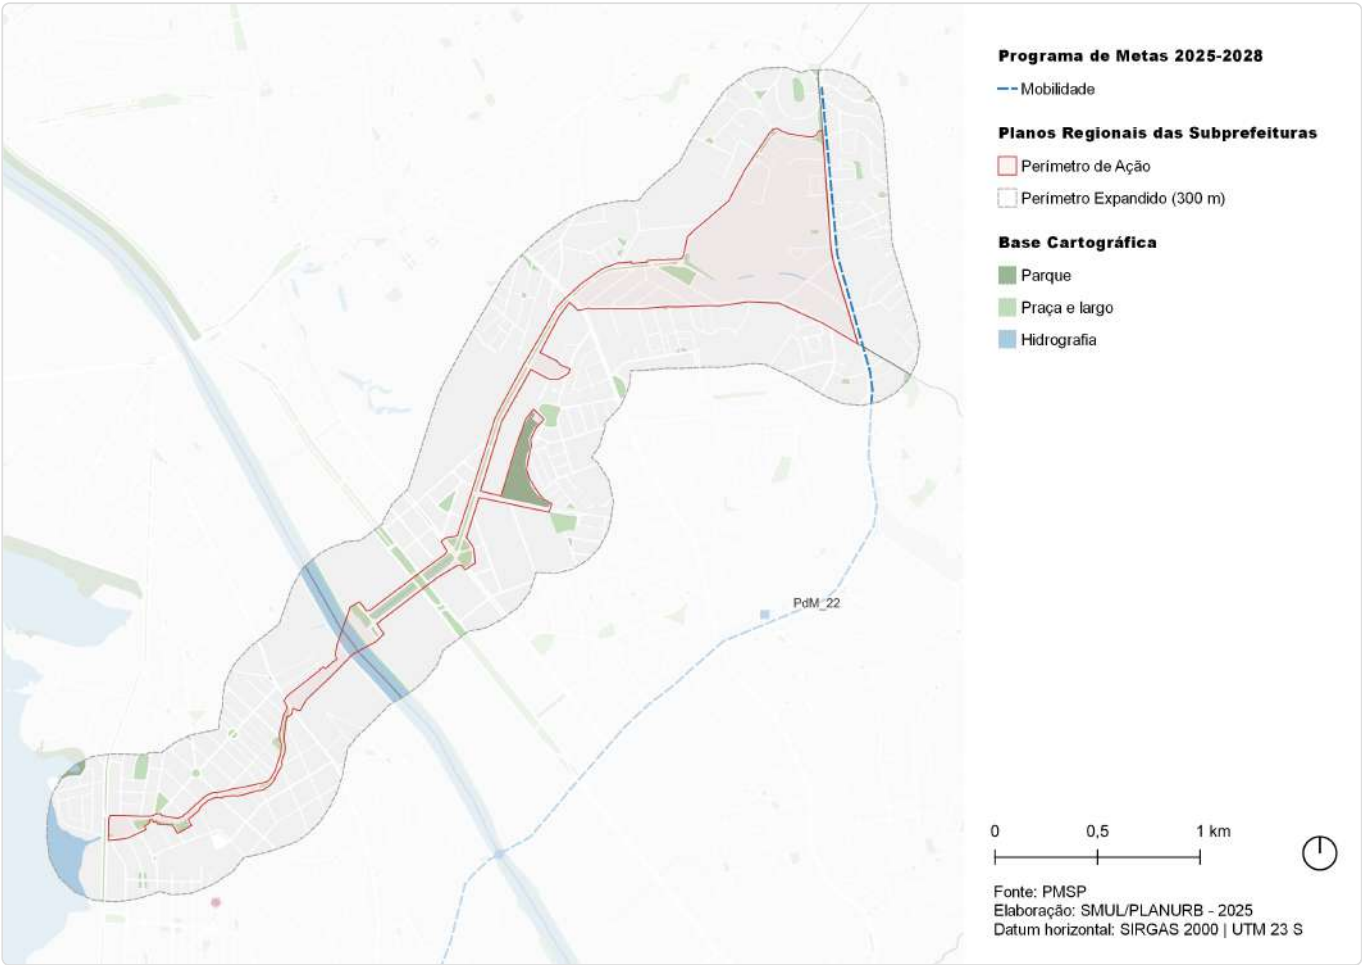 Programa de Metas 2025-2028
Mobilidade
Planos Regionais das Subprefeituras
Perímetro de Ação
Perímetro Expandido (300 m)
Base Cartográfica
Parque
Praça e largo
Hidrografia
PdM_22
0 0,5 1 km
Fonte: PMSP
Elaboração: SMUL/PLANURB - 2025
Datum horizontal: SIRGAS 2000 | UTM 23 S